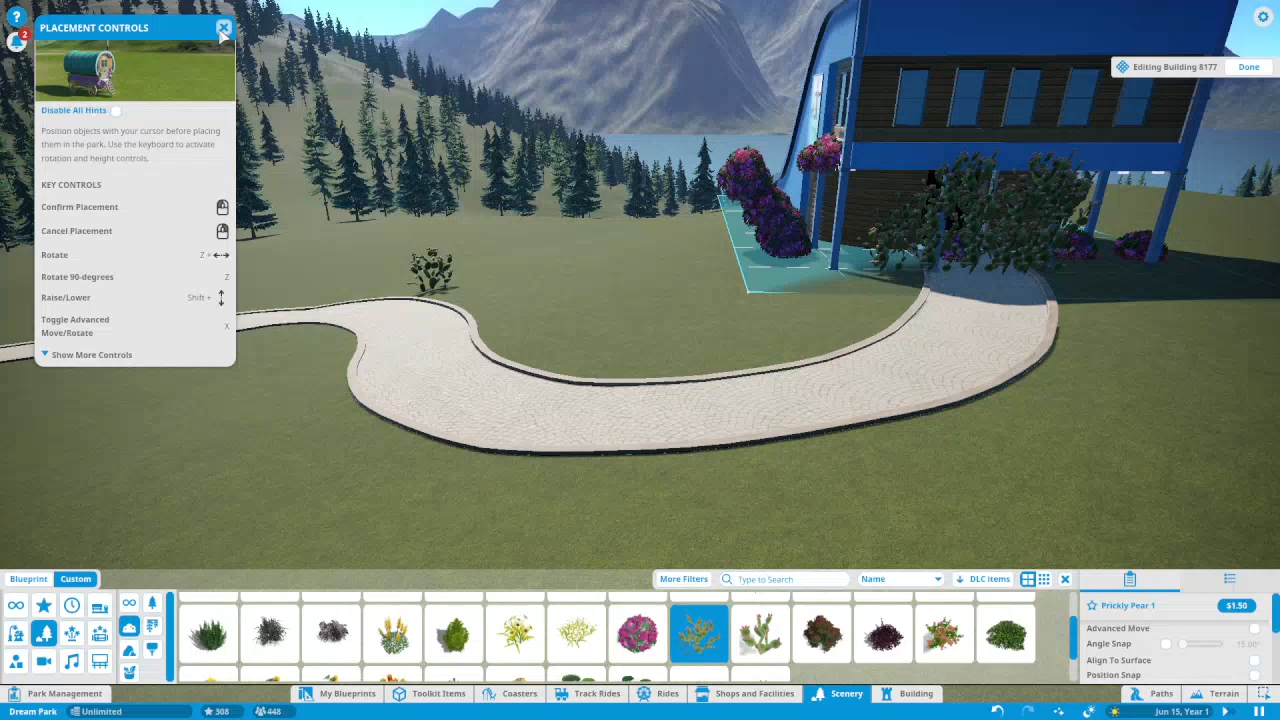 ?
2
PLACEMENT CONTROLS
Disable All Hints
Position objects with your cursor before placing
them in the park. Use the keyboard to activate
rotation and height controls.
KEY CONTROLS
Confirm Placement
Cancel Placement
Rotate Z +
Rotate 90-degrees Z
Raise/Lower Shift +
Toggle Advanced
Move/Rotate X
Show More Controls
Editing Building 8177 Done
Blueprint Custom
More Filters Type to Search Name DLC items
Prickly Pear 1 $1.50
Advanced Move
Angle Snap 15.00°
Align To Surface
Position Snap
Park Management My Blueprints Toolkit Items Coasters Track Rides Rides Shops and Facilities Scenery Building Paths Terrain
Dream Park Unlimited 308 448 Jun 15, Year 1